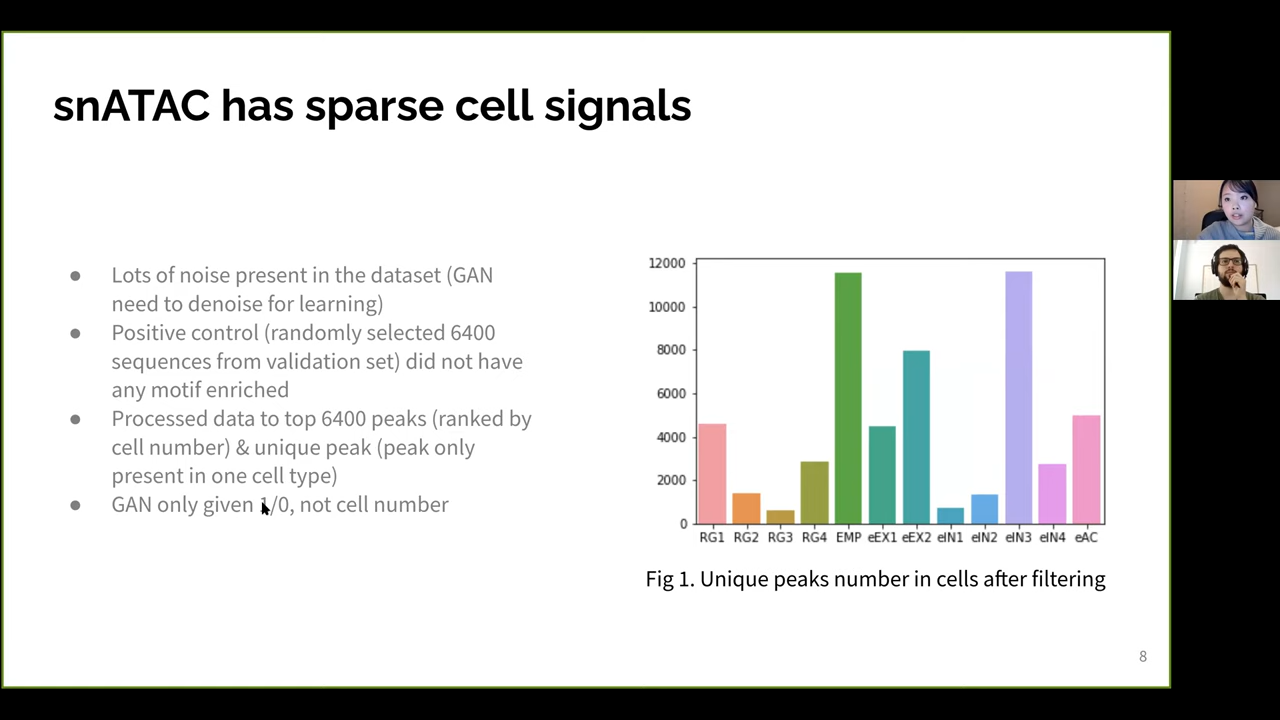 snATAC has sparse cell signals
● Lots of noise present in the dataset (GAN
need to denoise for learning)
● Positive control (randomly selected 6400
sequences from validation set) did not have
any motif enriched
● Processed data to top 6400 peaks (ranked by
cell number) & unique peak (peak only
present in one cell type)
● GAN only given 1/0, not cell number
12000
10000
8000
6000
4000
2000
0
RG1 RG2 RG3 RG4 EMP eEX1 eEX2 eIN1 eIN2 eIN3 eIN4 eAC
Fig 1. Unique peaks number in cells after filtering
8